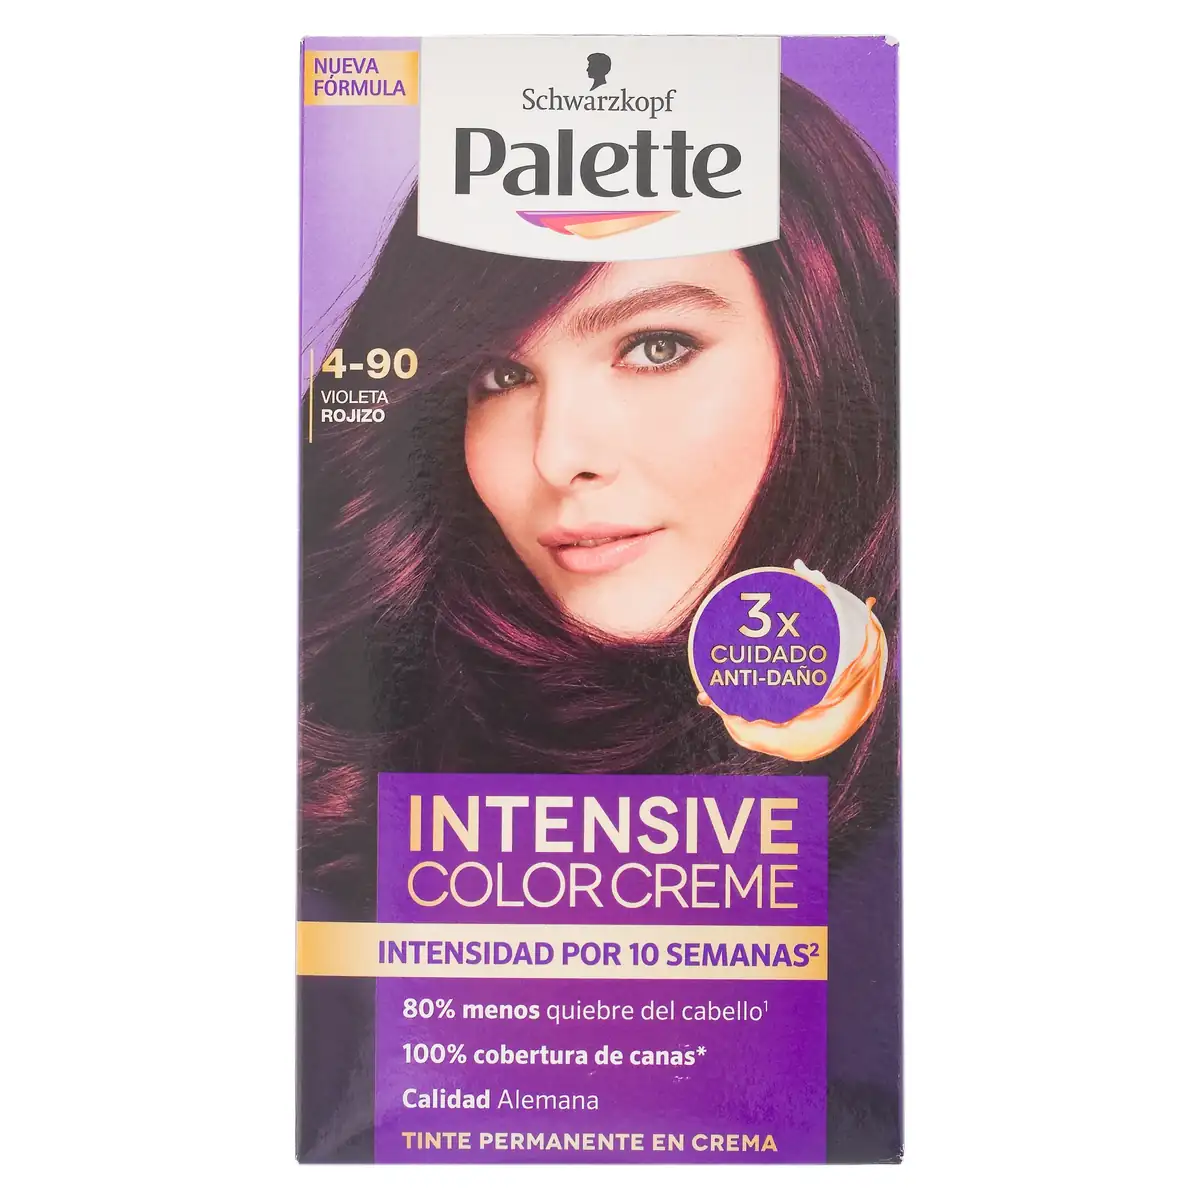 NUEVA
FÓRMULA
Schwarzkopf
Palette
4-90
VIOLETA
ROJIZO
3x
CUIDADO
ANTI-DAÑO
INTENSIVE
COLOR CREME
INTENSIDAD POR 10 SEMANAS²
80% menos quiebre del cabello¹
100% cobertura de canas*
Calidad Alemana
TINTE PERMANENTE EN CREMA